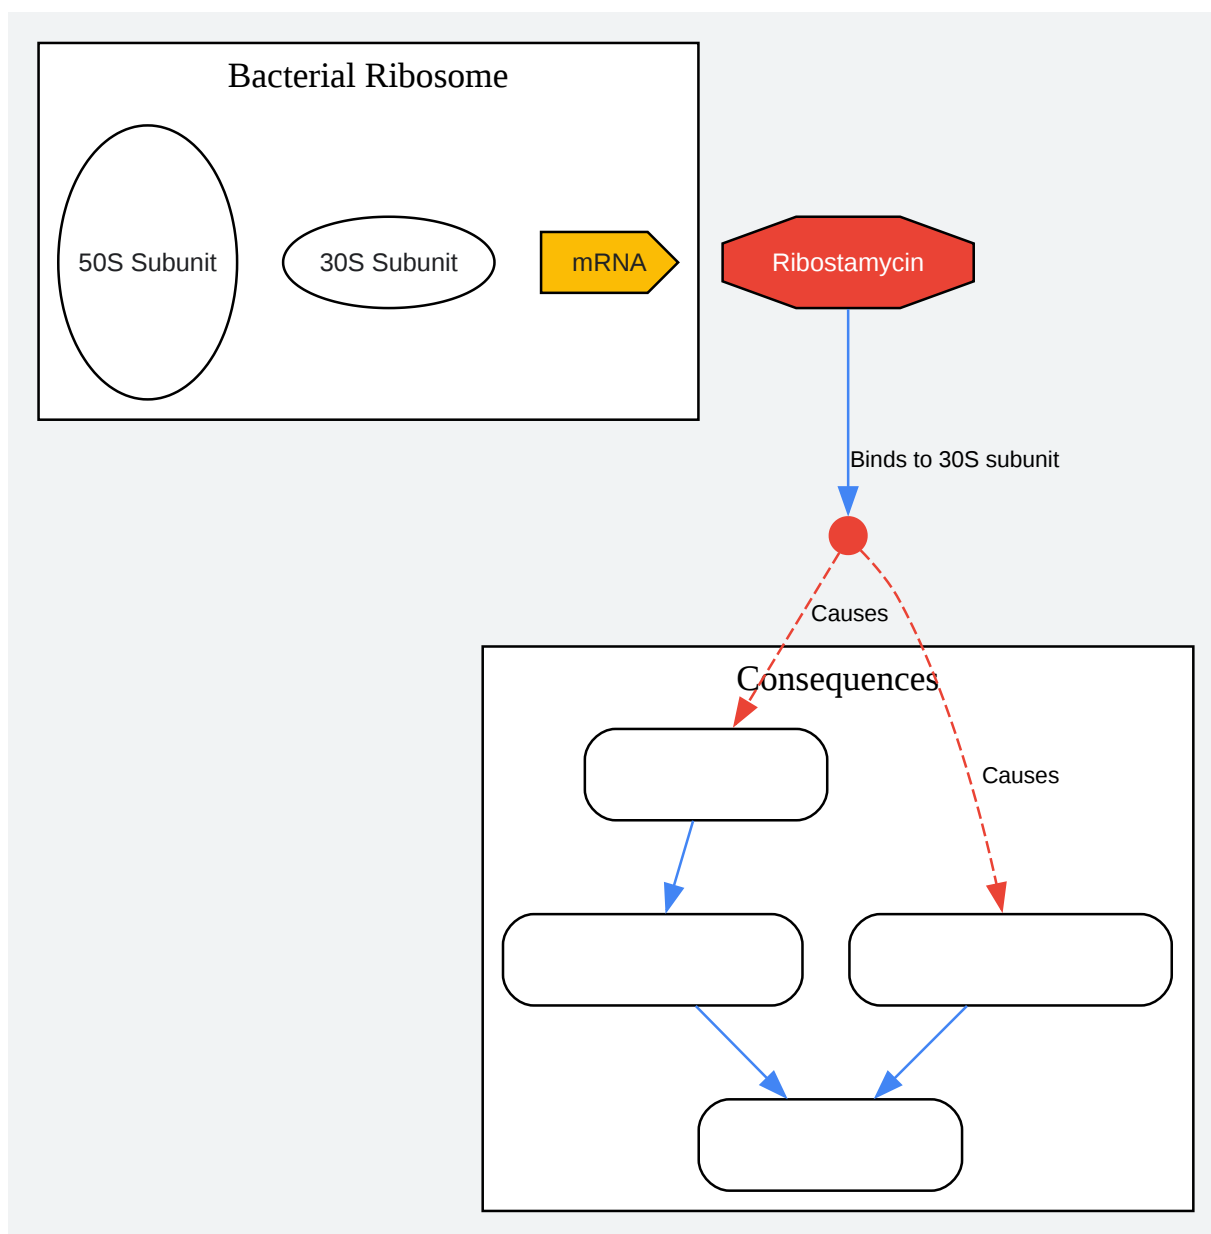 Bacterial Ribosome
50S Subunit
30S Subunit
mRNA
Ribostamycin
Binds to 30S subunit
Causes
Consequences
Causes